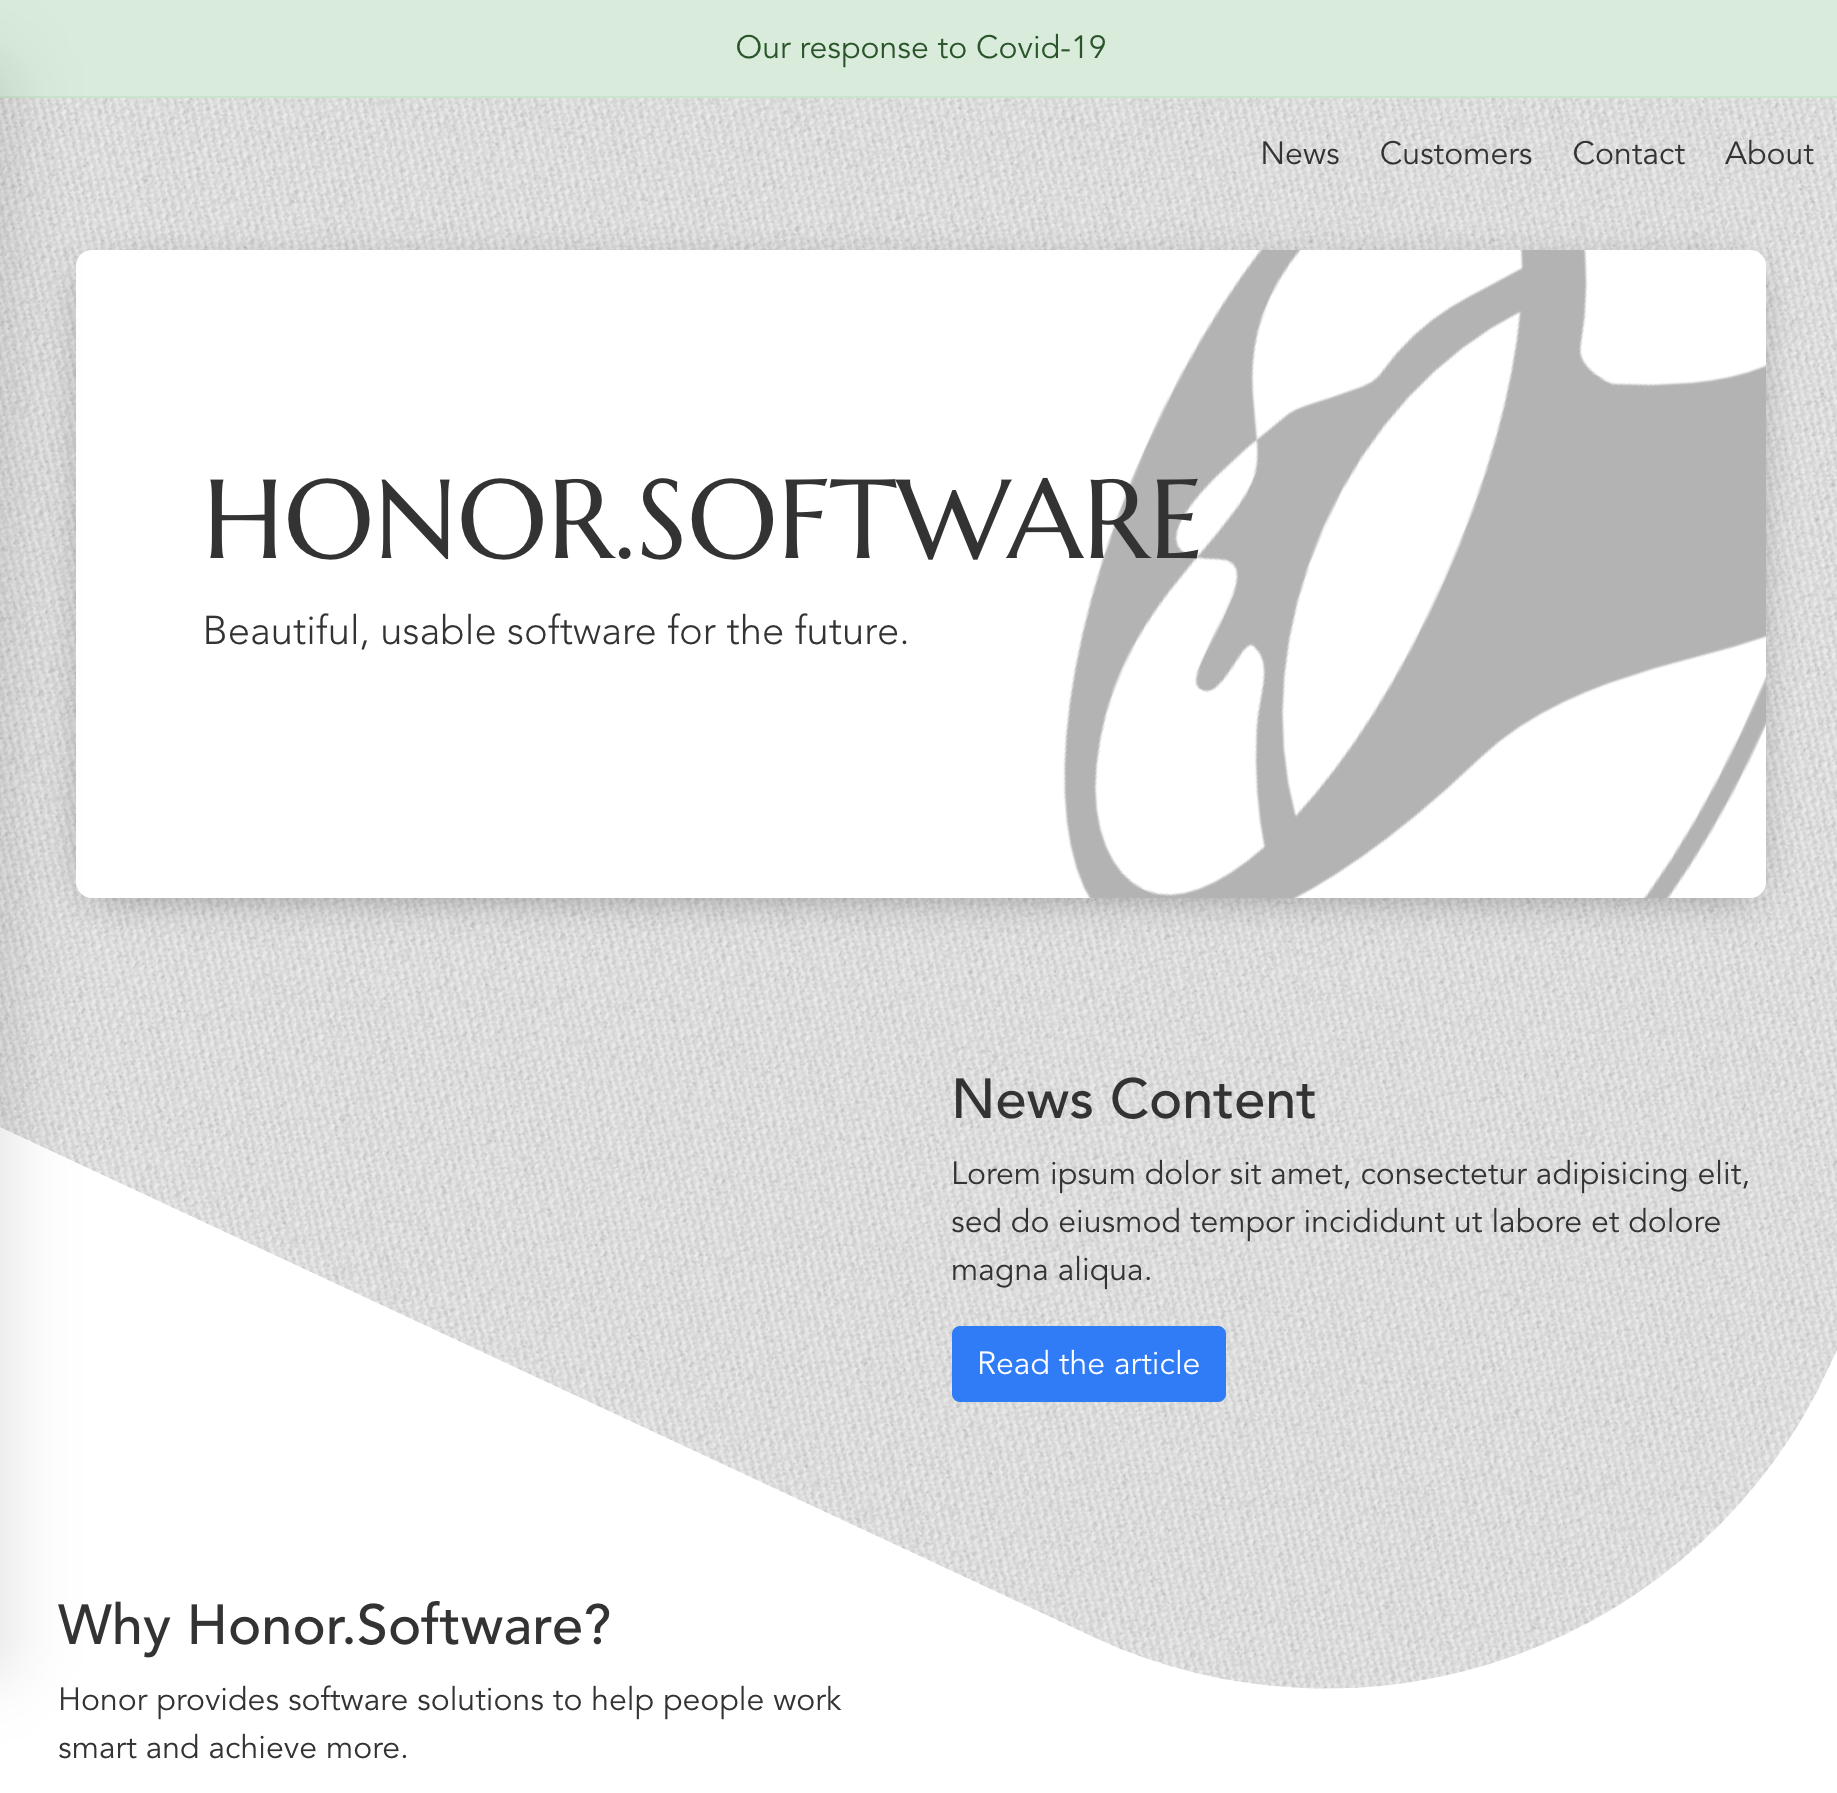 Our response to Covid-19
News Customers Contact About
HONOR.SOFTWARE
Beautiful, usable software for the future.
News Content
Lorem ipsum dolor sit amet, consectetur adipisicing elit,
sed do eiusmod tempor incididunt ut labore et dolore
magna aliqua.
Read the article
Why Honor.Software?
Honor provides software solutions to help people work
smart and achieve more.